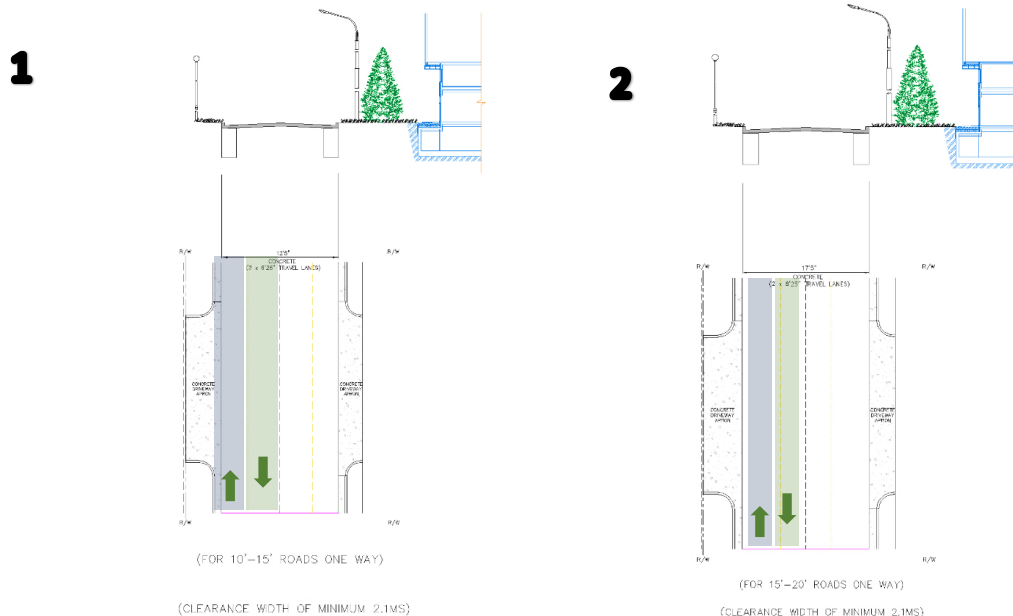 1
2
R/W
R/W
12'5"
CONCRETE
(2 x 6'25" TRAVEL LANES)
CONCRETE
DRIVEWAY
APRON
CONCRETE
DRIVEWAY
APRON
R/W
R/W
(FOR 10'-15' ROADS ONE WAY)
(CLEARANCE WIDTH OF MINIMUM 2.1MS)
R/W
R/W
17'5"
CONCRETE
(2 x 8'25" TRAVEL LANES)
CONCRETE
DRIVEWAY
APRON
CONCRETE
DRIVEWAY
APRON
R/W
R/W
(FOR 15'-20' ROADS ONE WAY)
(CLEARANCE WIDTH OF MINIMUM 2.1MS)